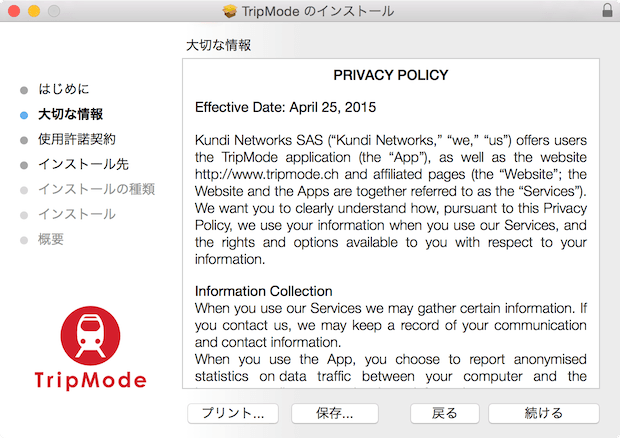 TripMode のインストール
大切な情報
はじめに
大切な情報
使用許諾契約
インストール先
インストールの種類
インストール
概要
TripMode
PRIVACY POLICY
Effective Date: April 25, 2015
Kundi Networks SAS (“Kundi Networks,” “we,” “us”) offers users
the TripMode application (the “App”), as well as the website
http://www.tripmode.ch and affiliated pages (the “Website”; the
Website and the Apps are together referred to as the “Services”).
We want you to clearly understand how, pursuant to this Privacy
Policy, we use your information when you use our Services, and
the rights and options available to you with respect to your
information.
Information Collection
When you use our Services we may gather certain information. If
you contact us, we may keep a record of your communication
and contact information.
When you use the App, you choose to report anonymised
statistics on data traffic between your computer and the
プリント... 保存... 戻る 続ける